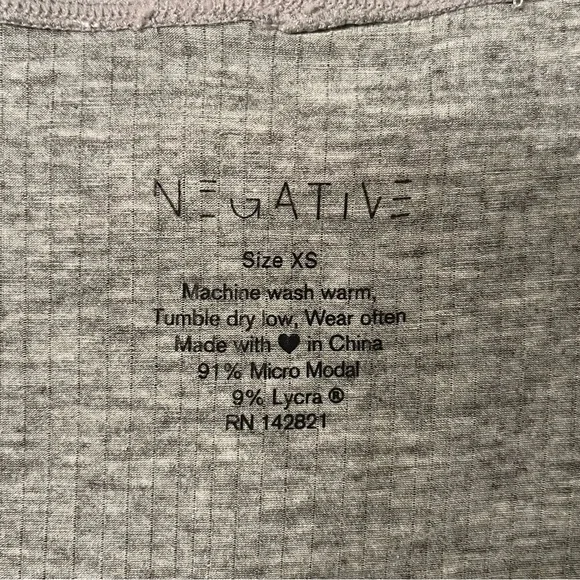 NEGATIVE
Size XS
Machine wash warm,
Tumble dry low, Wear often
Made with ♥ in China
91% Micro Modal
9% Lycra ®
RN 142821